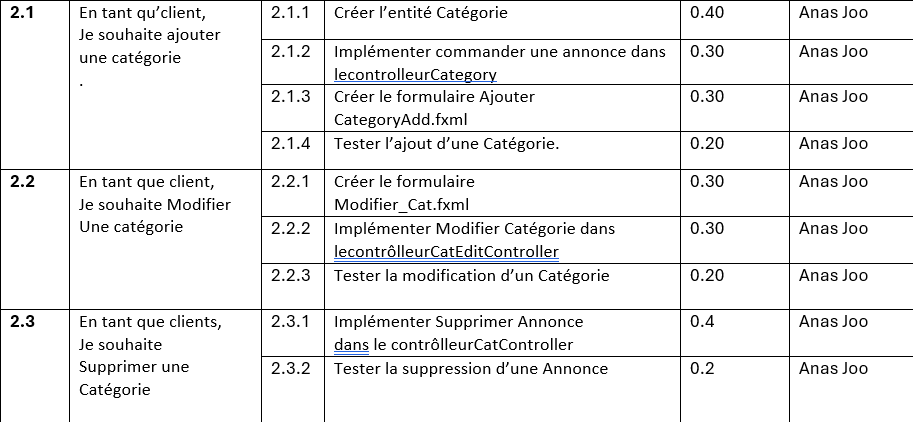 2.1 En tant qu’client, 2.1.1 Créer l’entité Catégorie 0.40 Anas Joo
Je souhaite ajouter
une catégorie 2.1.2 Implémenter commander une annonce dans 0.30 Anas Joo
. lecontrolleurCategory
2.1.3 Créer le formulaire Ajouter 0.30 Anas Joo
CategoryAdd.fxml
2.1.4 Tester l’ajout d’une Catégorie. 0.20 Anas Joo
2.2 En tant que client, 2.2.1 Créer le formulaire 0.30 Anas Joo
Je souhaite Modifier Modifier_Cat.fxml
Une catégorie 2.2.2 Implémenter Modifier Catégorie dans 0.30 Anas Joo
lecontrôlleurCatEditController
2.2.3 Tester la modification d’un Catégorie 0.20 Anas Joo
2.3 En tant que clients, 2.3.1 Implémenter Supprimer Annonce 0.4 Anas Joo
Je souhaite dans le contrôlleurCatController
Supprimer une 2.3.2 Tester la suppression d’une Annonce 0.2 Anas Joo
Catégorie